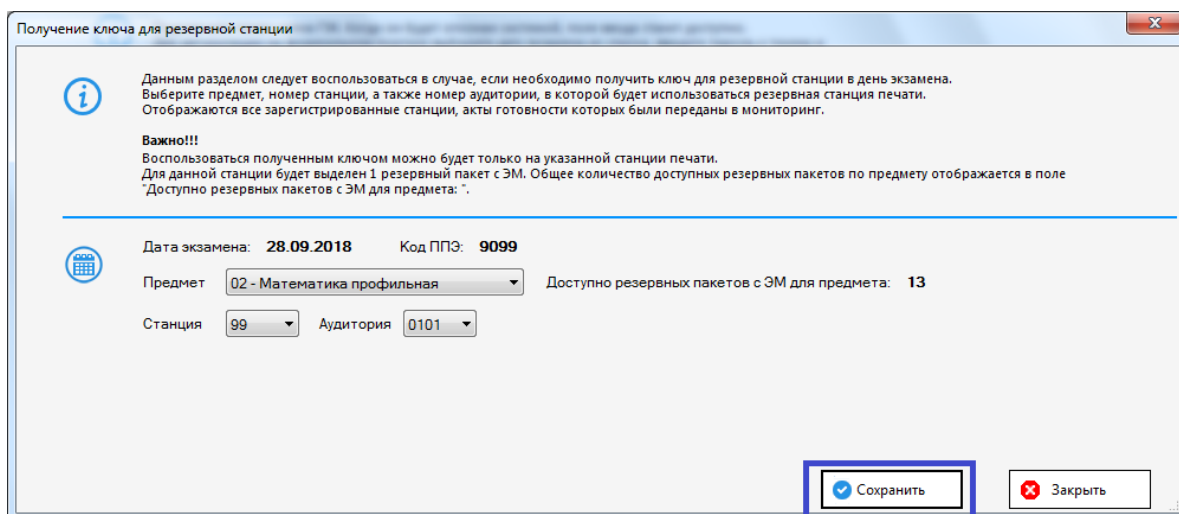 Получение ключа для резервной станции
Данным разделом следует воспользоваться в случае, если необходимо получить ключ для резервной станции в день экзамена.
Выберите предмет, номер станции, а также номер аудитории, в которой будет использоваться резервная станция печати.
Отображаются все зарегистрированные станции, акты готовности которых были переданы в мониторинг.
Важно!!!
Воспользоваться полученным ключом можно будет только на указанной станции печати.
Для данной станции будет выделен 1 резервный пакет с ЭМ. Общее количество доступных резервных пакетов по предмету отображается в поле
"Доступно резервных пакетов с ЭМ для предмета: ".
Дата экзамена: 28.09.2018 Код ППЭ: 9099
Предмет 02 - Математика профильная Доступно резервных пакетов с ЭМ для предмета: 13
Станция 99 Аудитория 0101
Сохранить Закрыть